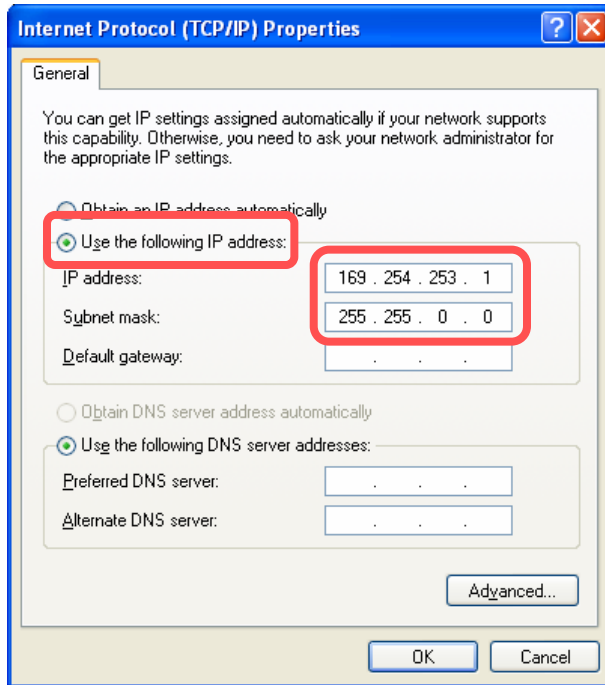 Internet Protocol (TCP/IP) Properties
General
You can get IP settings assigned automatically if your network supports
this capability. Otherwise, you need to ask your network administrator for
the appropriate IP settings.
Obtain an IP address automatically
Use the following IP address:
IP address: 169 . 254 . 253 . 1
Subnet mask: 255 . 255 . 0 . 0
Default gateway: . . .
Obtain DNS server address automatically
Use the following DNS server addresses:
Preferred DNS server: . . .
Alternate DNS server: . . .
Advanced...
OK Cancel